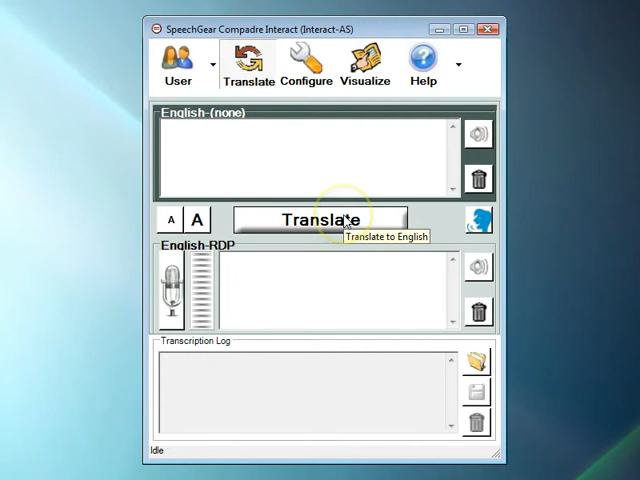 SpeechGear Compadre Interact (Interact-AS)
User Translate Configure Visualize Help
English-(none)
A A Translate
Translate to English
English-RDP
Transcription Log
Idle